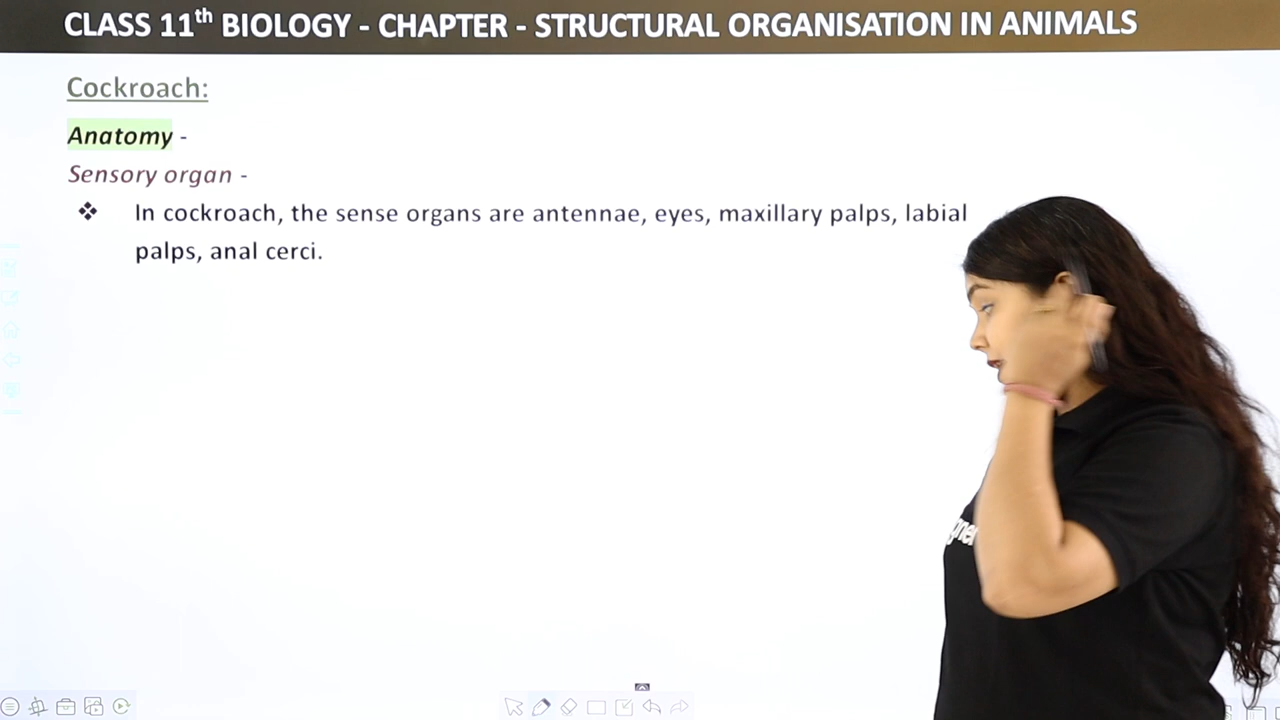 CLASS 11th BIOLOGY - CHAPTER - STRUCTURAL ORGANISATION IN ANIMALS
Cockroach:
Anatomy -
Sensory organ -
❖ In cockroach, the sense organs are antennae, eyes, maxillary palps, labial
palps, anal cerci.